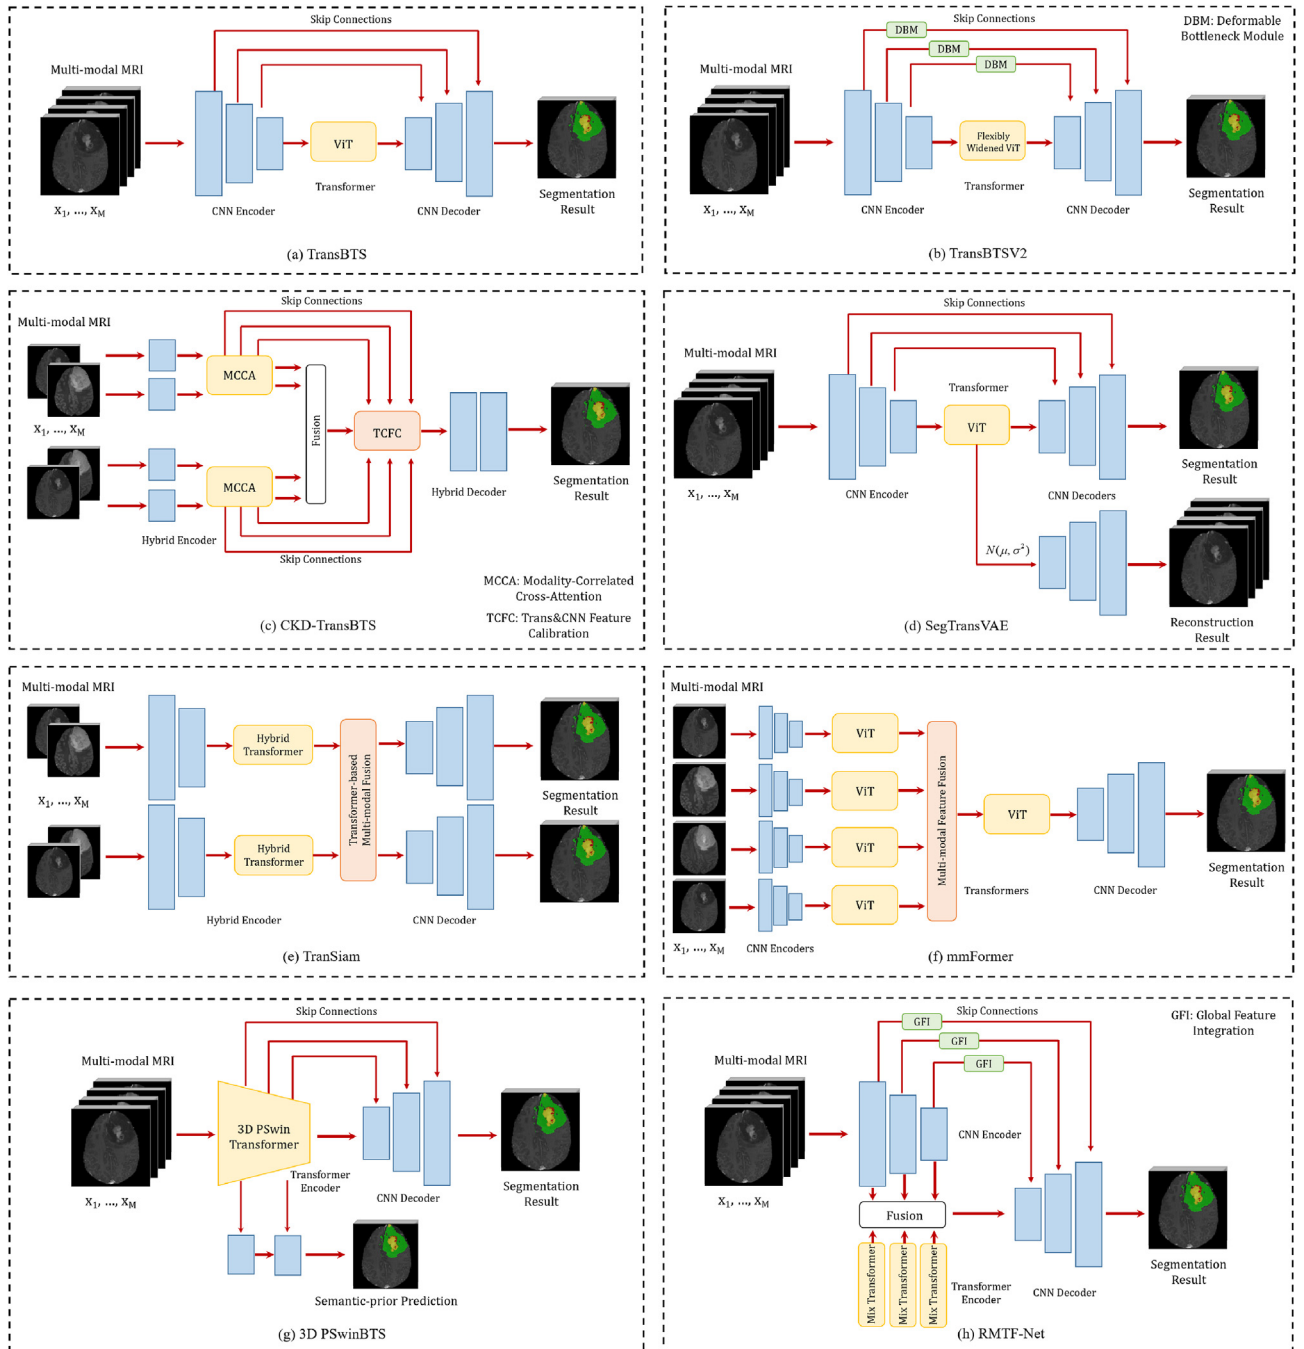 Skip Connections
Multi-modal MRI
ViT
Transformer
CNN Encoder
CNN Decoder
x₁, ..., x_M
Segmentation
Result
(a) TransBTS
Skip Connections
DBM: Deformable
Bottleneck Module
DBM
DBM
DBM
Multi-modal MRI
Flexibly
Widened ViT
Transformer
CNN Encoder
CNN Decoder
x₁, ..., x_M
Segmentation
Result
(b) TransBTSV2
Skip Connections
Multi-modal MRI
MCCA
x₁, ..., x_M
Fusion
TCFC
MCCA
Hybrid Decoder
Segmentation
Result
Hybrid Encoder
Skip Connections
MCCA: Modality-Correlated
Cross-Attention
TCFC: Trans&CNN Feature
Calibration
(c) CKD-TransBTS
Skip Connections
Multi-modal MRI
Transformer
ViT
CNN Encoder
CNN Decoders
x₁, ..., x_M
Segmentation
Result
N(μ, σ²)
Reconstruction
Result
(d) SegTransVAE
Multi-modal MRI
Hybrid
Transformer
x₁, ..., x_M
Transformer-based
Multi-modal Fusion
Segmentation
Result
Hybrid
Transformer
Hybrid Encoder
CNN Decoder
(e) TranSiam
Multi-modal MRI
ViT
ViT
ViT
ViT
Multi-modal Feature Fusion
ViT
Transformers
CNN Decoder
Segmentation
Result
x₁, ..., x_M
CNN Encoders
(f) mmFormer
Skip Connections
Multi-modal MRI
3D PSwin
Transformer
Transformer
Encoder
CNN Decoder
x₁, ..., x_M
Segmentation
Result
Semantic-prior Prediction
(g) 3D PSwinBTS
Skip Connections
GFI: Global Feature
Integration
GFI
GFI
GFI
Multi-modal MRI
CNN Encoder
x₁, ..., x_M
Fusion
Mix Transformer
Mix Transformer
Mix Transformer
Transformer
Encoder
CNN Decoder
Segmentation
Result
(h) RMTF-Net